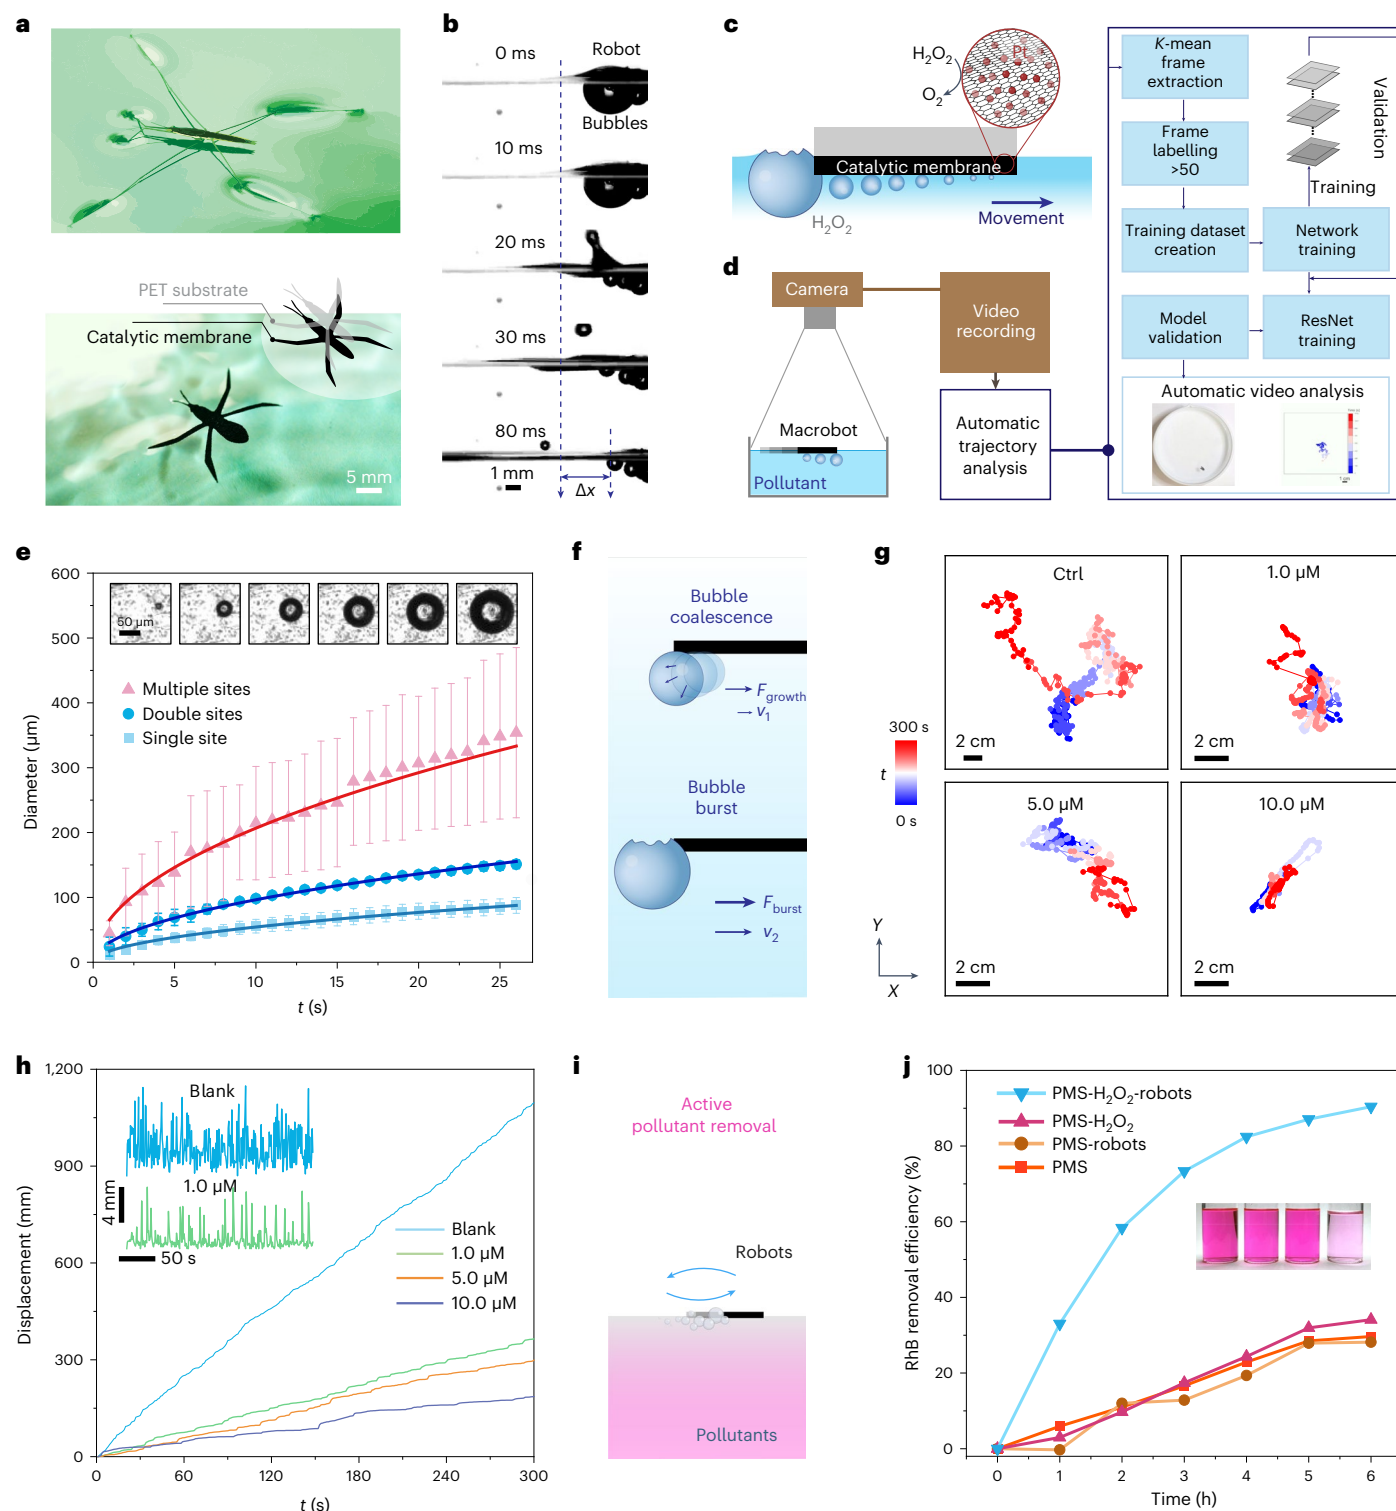 a
PET substrate
Catalytic membrane
5 mm
b
0 ms
Robot
Bubbles
10 ms
20 ms
30 ms
80 ms
1 mm
Δx
c
H2O2
O2
Pt
Catalytic membrane
H2O2
Movement
d
Camera
Video
recording
Macrobot
Pollutant
Automatic
trajectory
analysis
K-mean
frame
extraction
Frame
labelling
>50
Training dataset
creation
Network
training
Training
Validation
Model
validation
ResNet
training
Automatic video analysis
e
600
500
400
300
200
100
0
Diameter (μm)
50 μm
Multiple sites
Double sites
Single site
0 5 10 15 20 25
t (s)
f
Bubble
coalescence
Fgrowth
v1
Bubble
burst
Fburst
v2
g
300 s
t
0 s
Y
X
Ctrl
2 cm
1.0 μM
2 cm
5.0 μM
2 cm
10.0 μM
2 cm
h
1,200
900
600
300
0
Displacement (mm)
Blank
1.0 μM
4 mm
50 s
Blank
1.0 μM
5.0 μM
10.0 μM
0 60 120 180 240 300
t (s)
i
Active
pollutant removal
Robots
Pollutants
j
100
80
60
40
20
0
RhB removal efficiency (%)
PMS-H2O2-robots
PMS-H2O2
PMS-robots
PMS
0 1 2 3 4 5 6
Time (h)